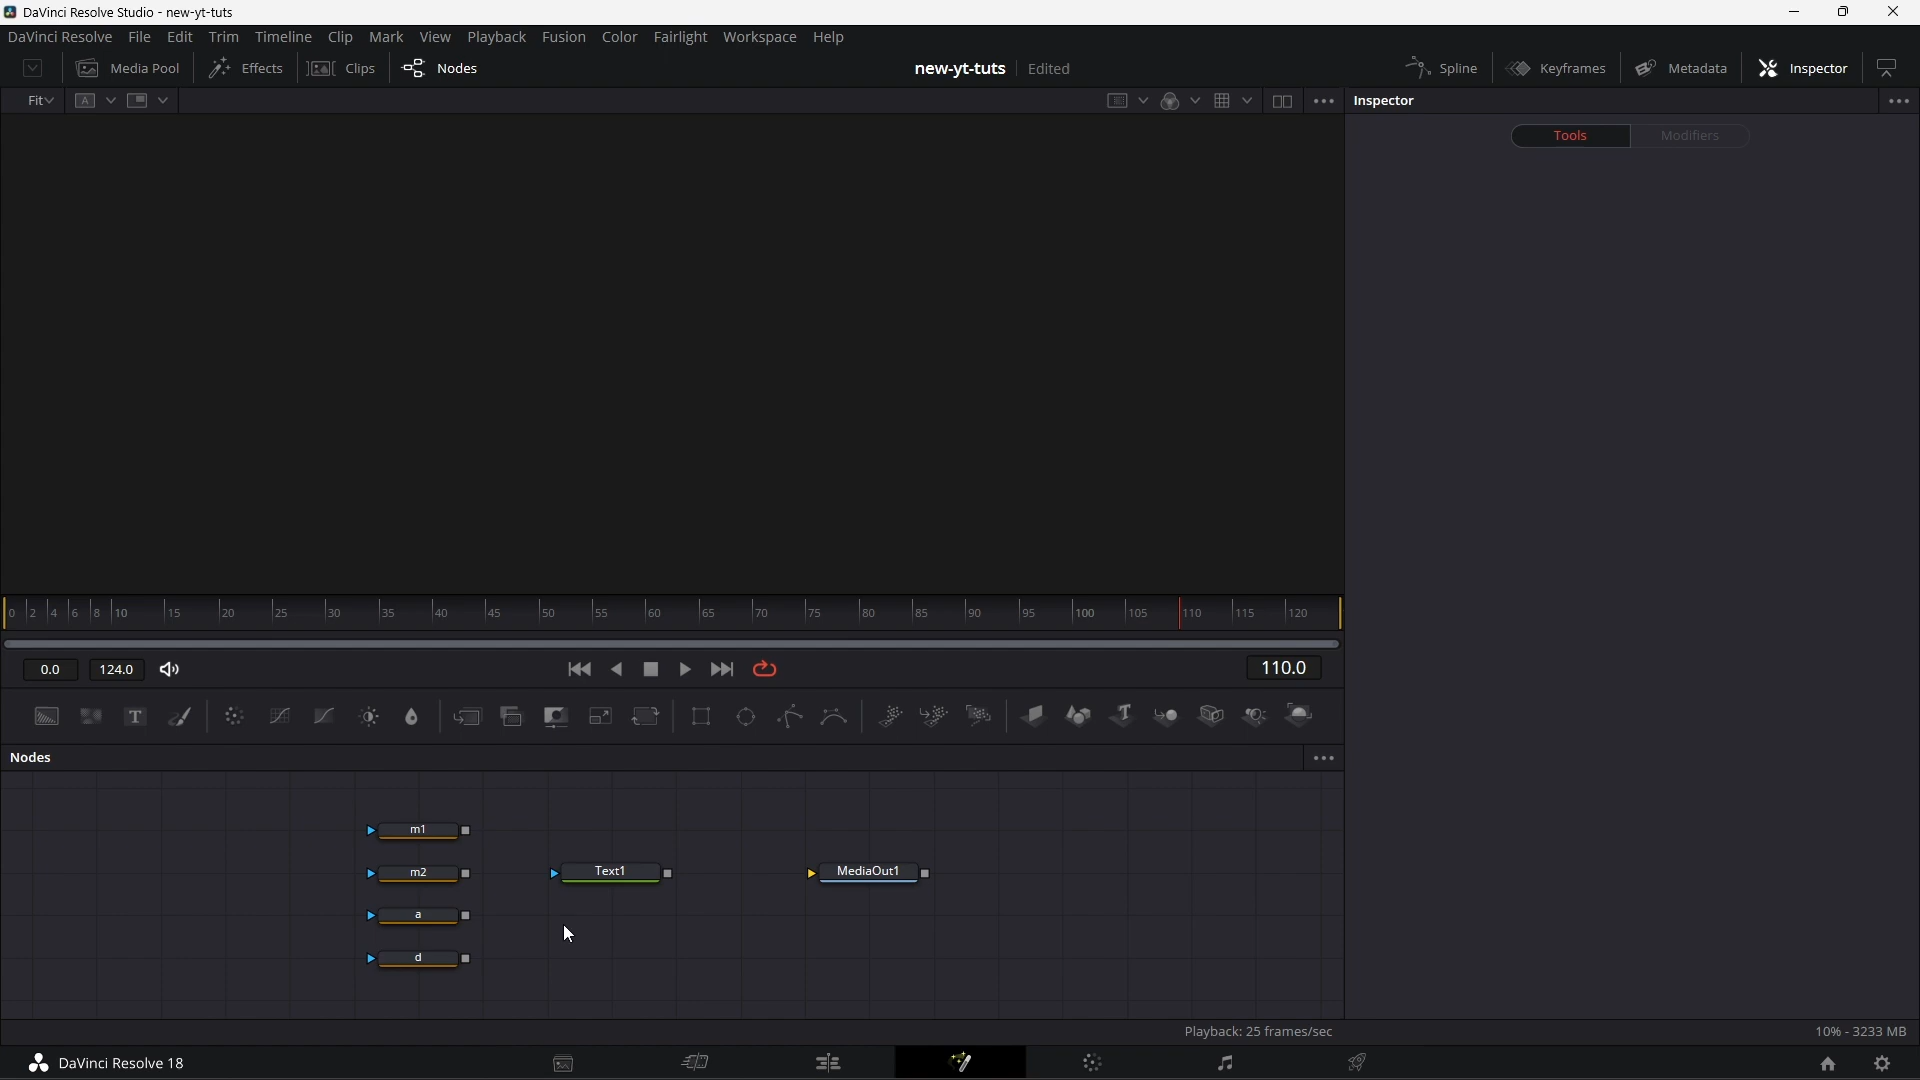 DaVinci Resolve Studio - new-yt-tuts
DaVinci Resolve File Edit Trim Timeline Clip Mark View Playback Fusion Color Fairlight Workspace Help
Media Pool Effects Clips Nodes new-yt-tuts Edited Spline Keyframes Metadata Inspector
Fit A Inspector
Tools Modifiers
0 2 4 6 8 10 15 20 25 30 35 40 45 50 55 60 65 70 75 80 85 90 95 100 105 110 115 120
0.0 124.0 110.0
T T
Nodes
m1
m2 Text1 MediaOut1
a
d
Playback: 25 frames/sec 10% - 3233 MB
DaVinci Resolve 18